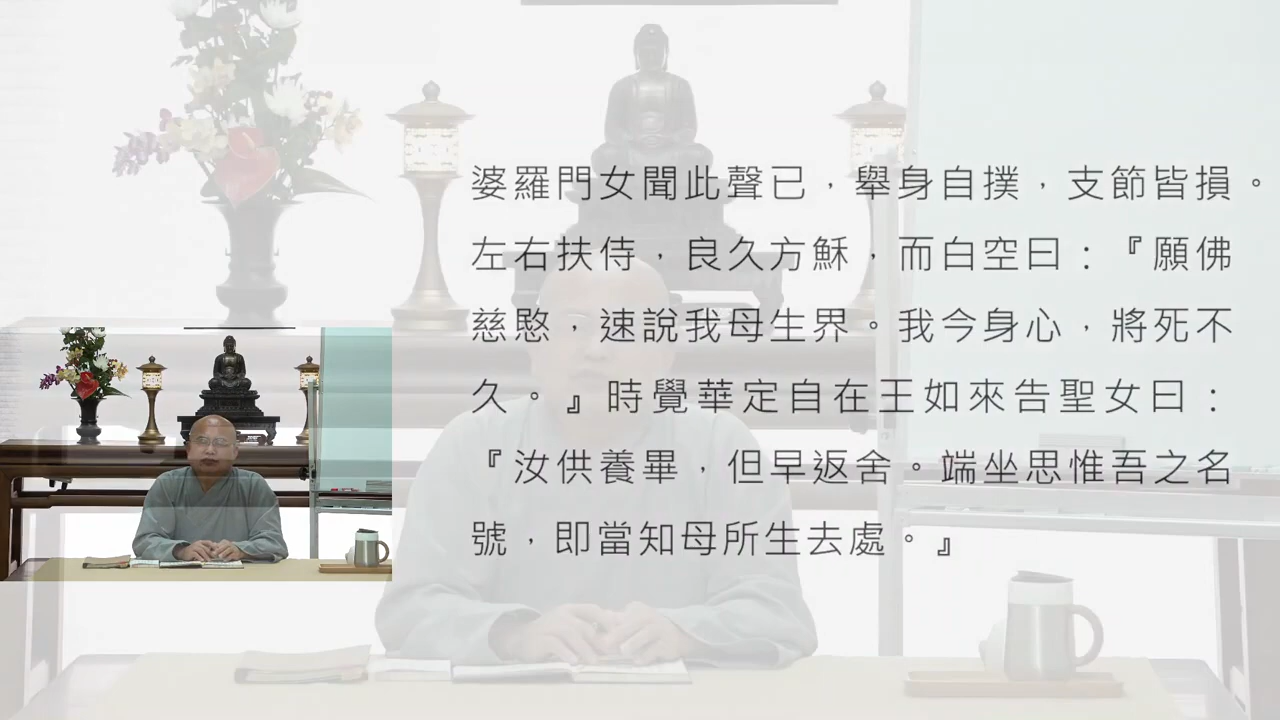 婆羅門女聞此聲已，舉身自撲，支節皆損。
左右扶侍，良久方穌，而白空曰：『願佛
慈愍，速說我母生界。我今身心，將死不
久。』時覺華定自在王如來告聖女曰：
『汝供養畢，但早返舍。端坐思惟吾之名
號，即當知母所生去處。』